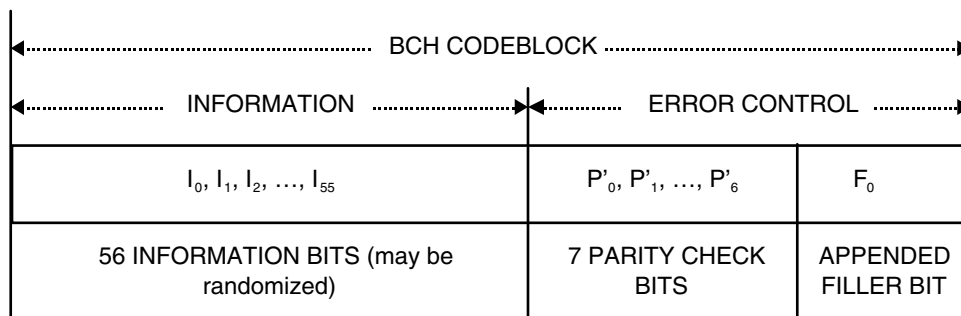 BCH CODEBLOCK
INFORMATION ERROR CONTROL
I₀, I₁, I₂, …, I₅₅ P’₀, P’₁, …, P’₆ F₀
56 INFORMATION BITS (may be randomized)
7 PARITY CHECK BITS
APPENDED FILLER BIT